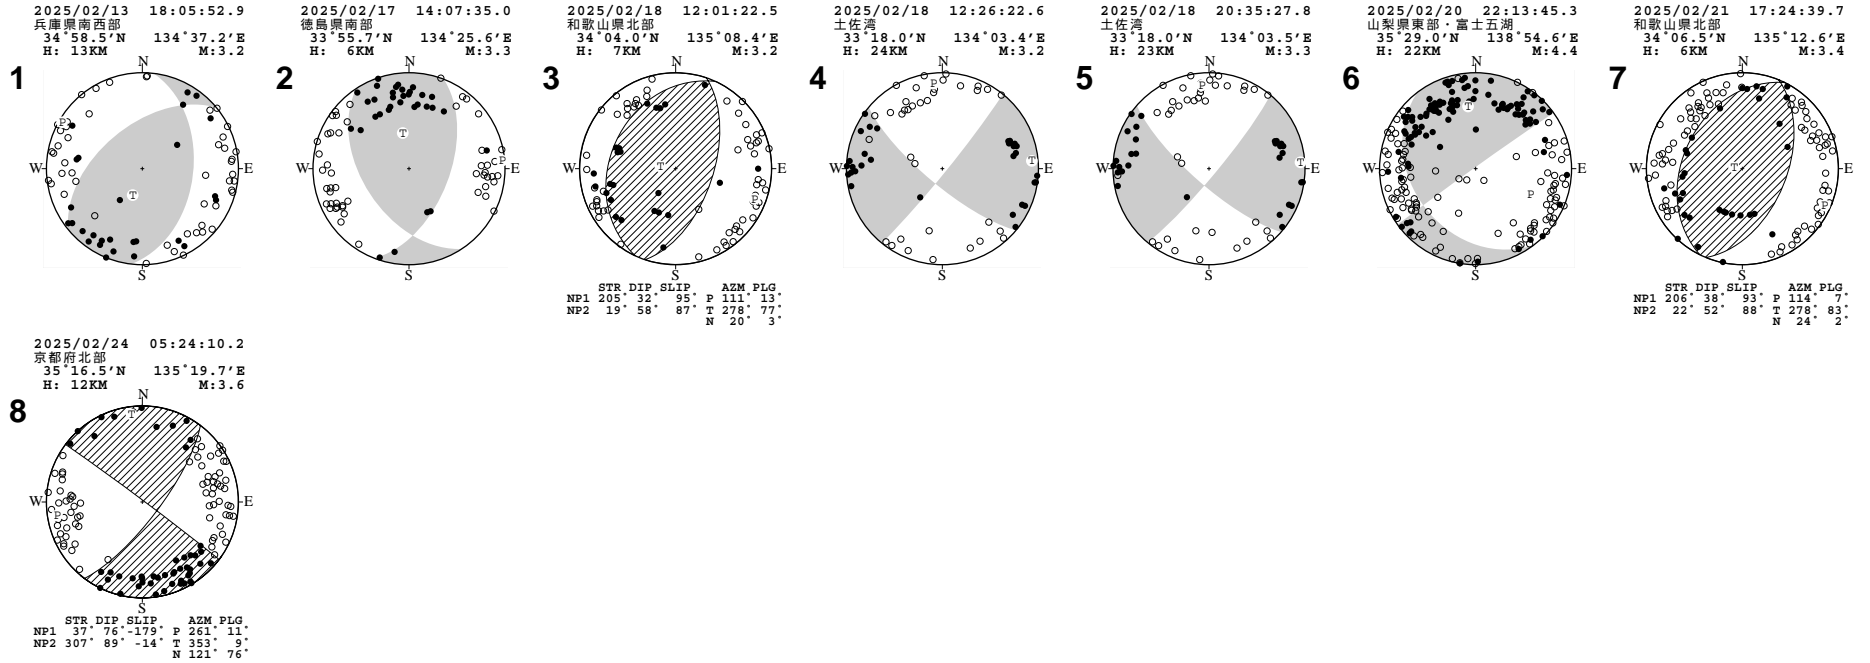 2025/02/13 18:05:52.9
兵庫県南西部
34°58.5'N 134°37.2'E
H: 13KM M:3.9
1
N
P
W
E
T
S
2025/02/17 14:07:35.0
徳島県南部
33°55.7'N 134°25.6'E
H: 6KM M:3.3
2
N
T
P
W
E
S
2025/02/18 12:01:22.5
和歌山県北部
34°04.0'N 135°08.4'E
H: 7KM M:3.2
3
N
W
T
E
P
S
STR DIP SLIP AZM PLG
NP1 205° 32° 95° P 111° 13°
NP2 19° 58° 87° T 278° 77°
N 20° 3°
2025/02/18 12:26:22.6
土佐湾
33°18.0'N 134°03.4'E
H: 24KM M:3.2
4
N
P
T
W
E
S
2025/02/18 20:35:27.8
土佐湾
33°18.0'N 134°03.5'E
H: 23KM M:3.3
5
N
P
T
W
E
S
2025/02/20 22:13:45.3
山梨県東部・富士五湖
35°29.0'N 138°54.6'E
H: 22KM M:4.4
6
N
T
W
E
P
S
2025/02/21 17:24:39.7
和歌山県北部
34°06.5'N 135°12.6'E
H: 6KM M:3.4
7
N
W
T
E
P
S
STR DIP SLIP AZM PLG
NP1 206° 38° 93° P 114° 7°
NP2 22° 52° 88° T 278° 83°
N 24° 2°
2025/02/24 05:24:10.2
京都府北部
35°16.5'N 135°19.7'E
H: 12KM M:3.6
8
N
T
W
E
P
S
STR DIP SLIP AZM PLG
NP1 37° 76°-179° P 261° 11°
NP2 307° 89° -14° T 353° 9°
N 121° 76°